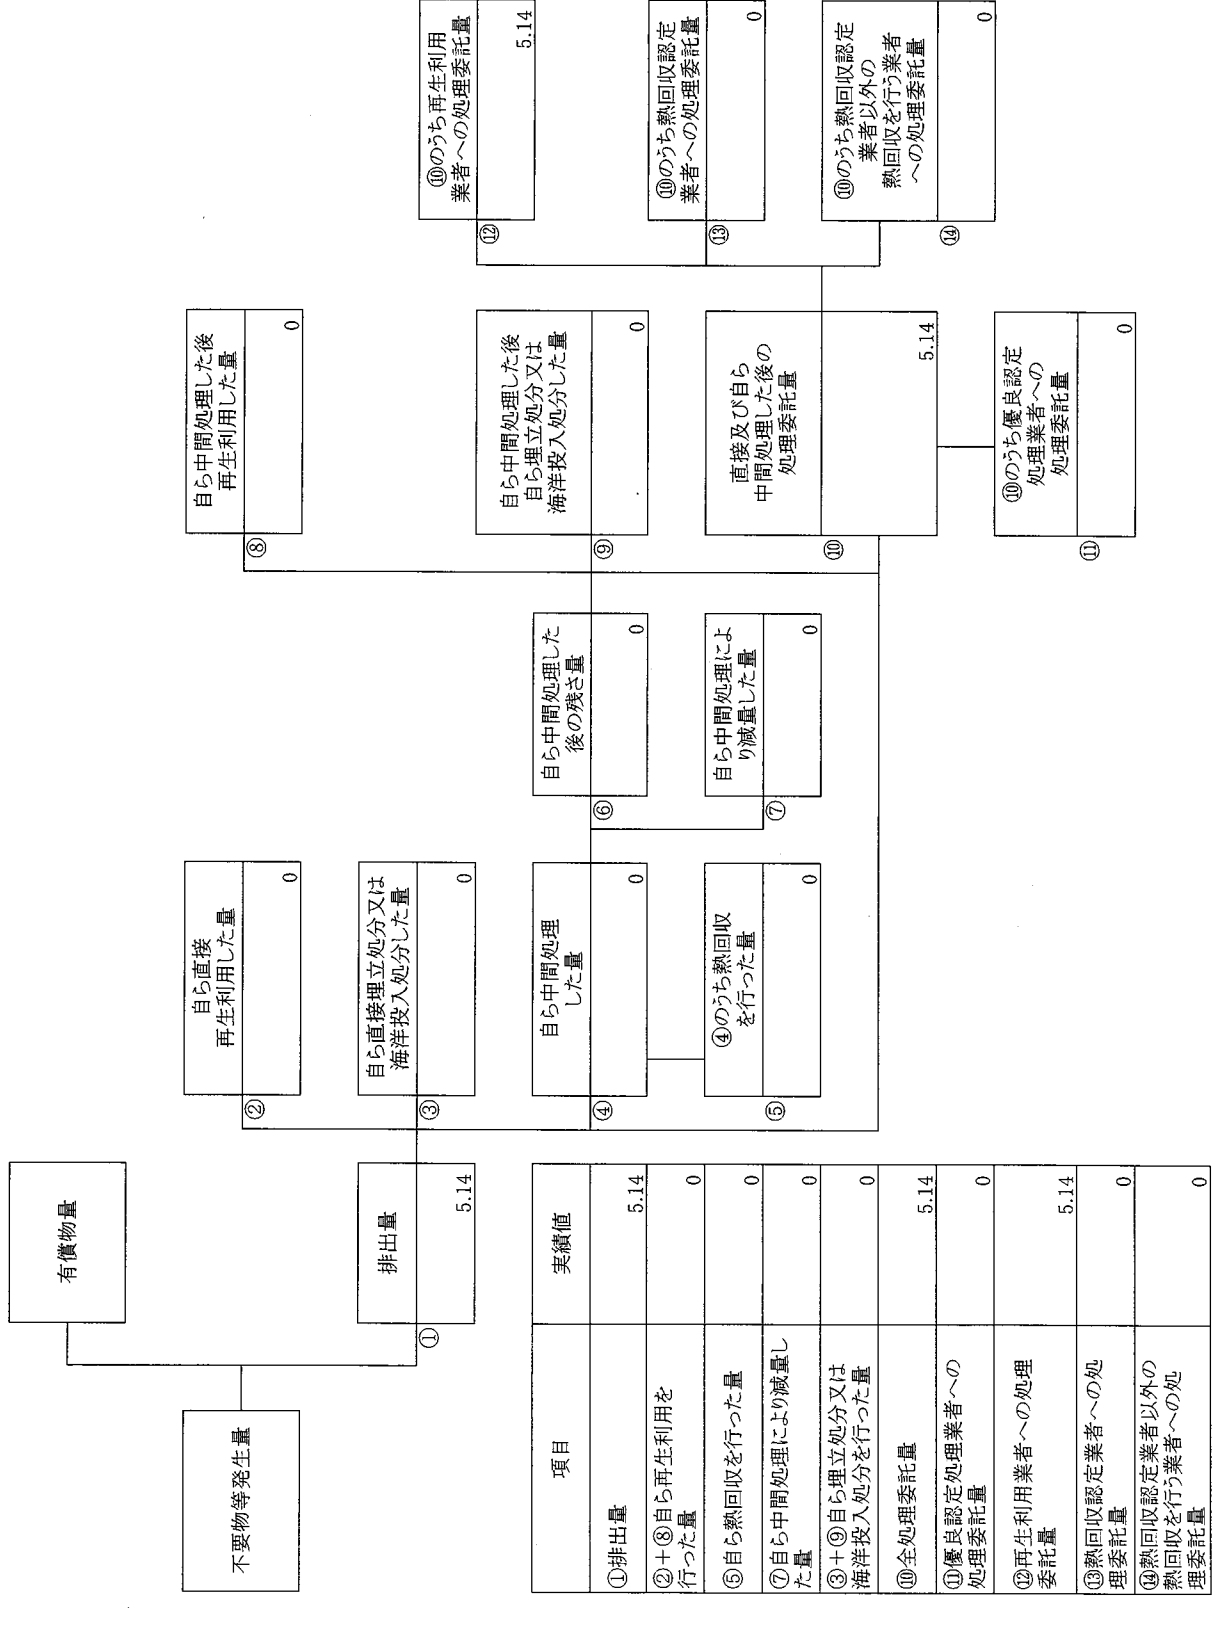 有償物量
不要物等発生量
排出量
①
5.14
自ら直接
再生利用した量
②
0
自ら直接埋立処分又は
海洋投入処分した量
③
0
自ら中間処理
した量
④
0
④のうち熱回収
を行った量
⑤
0
自ら中間処理した
後の残さ量
⑥
0
自ら中間処理によ
り減量した量
⑦
0
自ら中間処理した後
再生利用した量
⑧
0
自ら中間処理した後
自ら埋立処分又は
海洋投入処分した量
⑨
0
直接及び自ら
中間処理した後の
処理委託量
⑩
5.14
⑩のうち優良認定
処理業者への
処理委託量
⑪
0
⑩のうち再生利用
業者への処理委託量
⑫
5.14
⑩のうち熱回収認定
業者への処理委託量
⑬
0
⑩のうち熱回収認定
業者以外の
熱回収を行う業者
への処理委託量
⑭
0
項目 実績値
①排出量 5.14
②+⑧自ら再生利用を
行った量 0
⑤自ら熱回収を行った量 0
⑦自ら中間処理により減量し
た量 0
③+⑨自ら埋立処分又は
海洋投入処分を行った量 0
⑩全処理委託量 5.14
⑪優良認定処理業者への
処理委託量 0
⑫再生利用業者への処理
委託量 5.14
⑬熱回収認定業者への処
理委託量 0
⑭熱回収認定業者以外の
熱回収を行う業者への処
理委託量 0